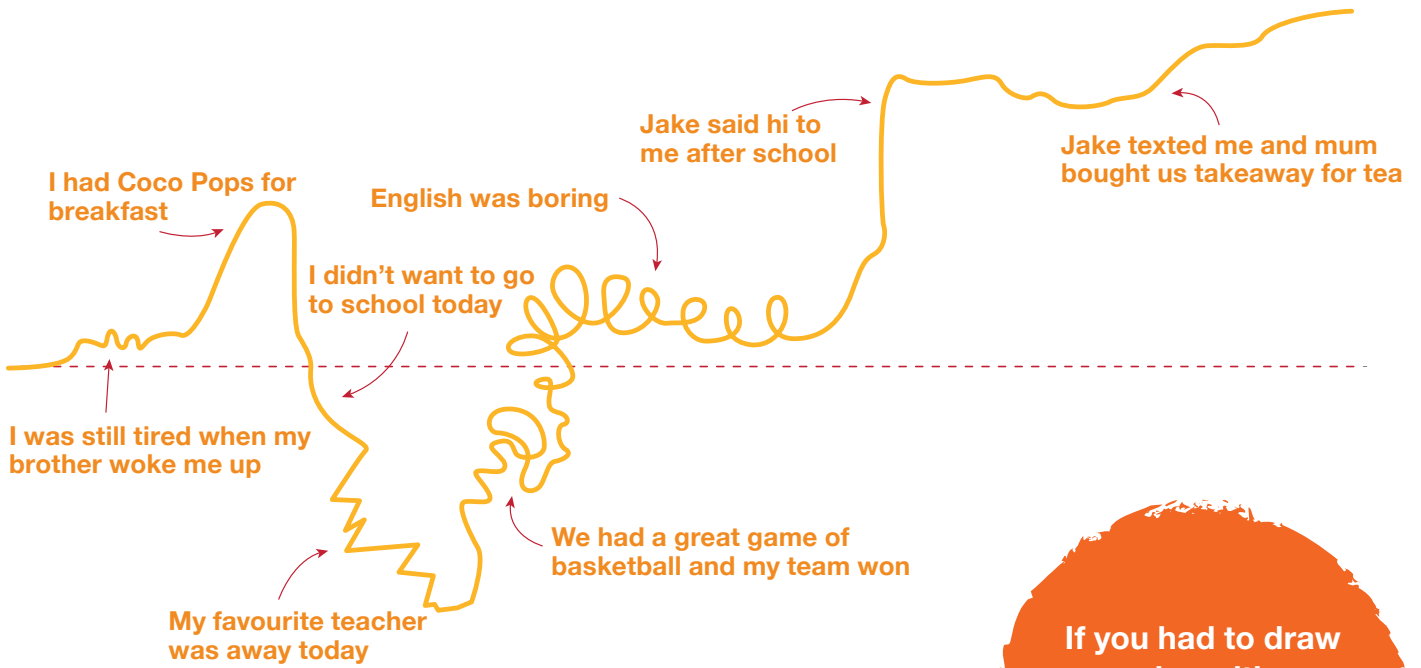 Jake said hi to
me after school
Jake texted me and mum
bought us takeaway for tea
I had Coco Pops for
breakfast
English was boring
I didn't want to go
to school today
I was still tired when my
brother woke me up
We had a great game of
basketball and my team won
My favourite teacher
was away today
If you had to draw